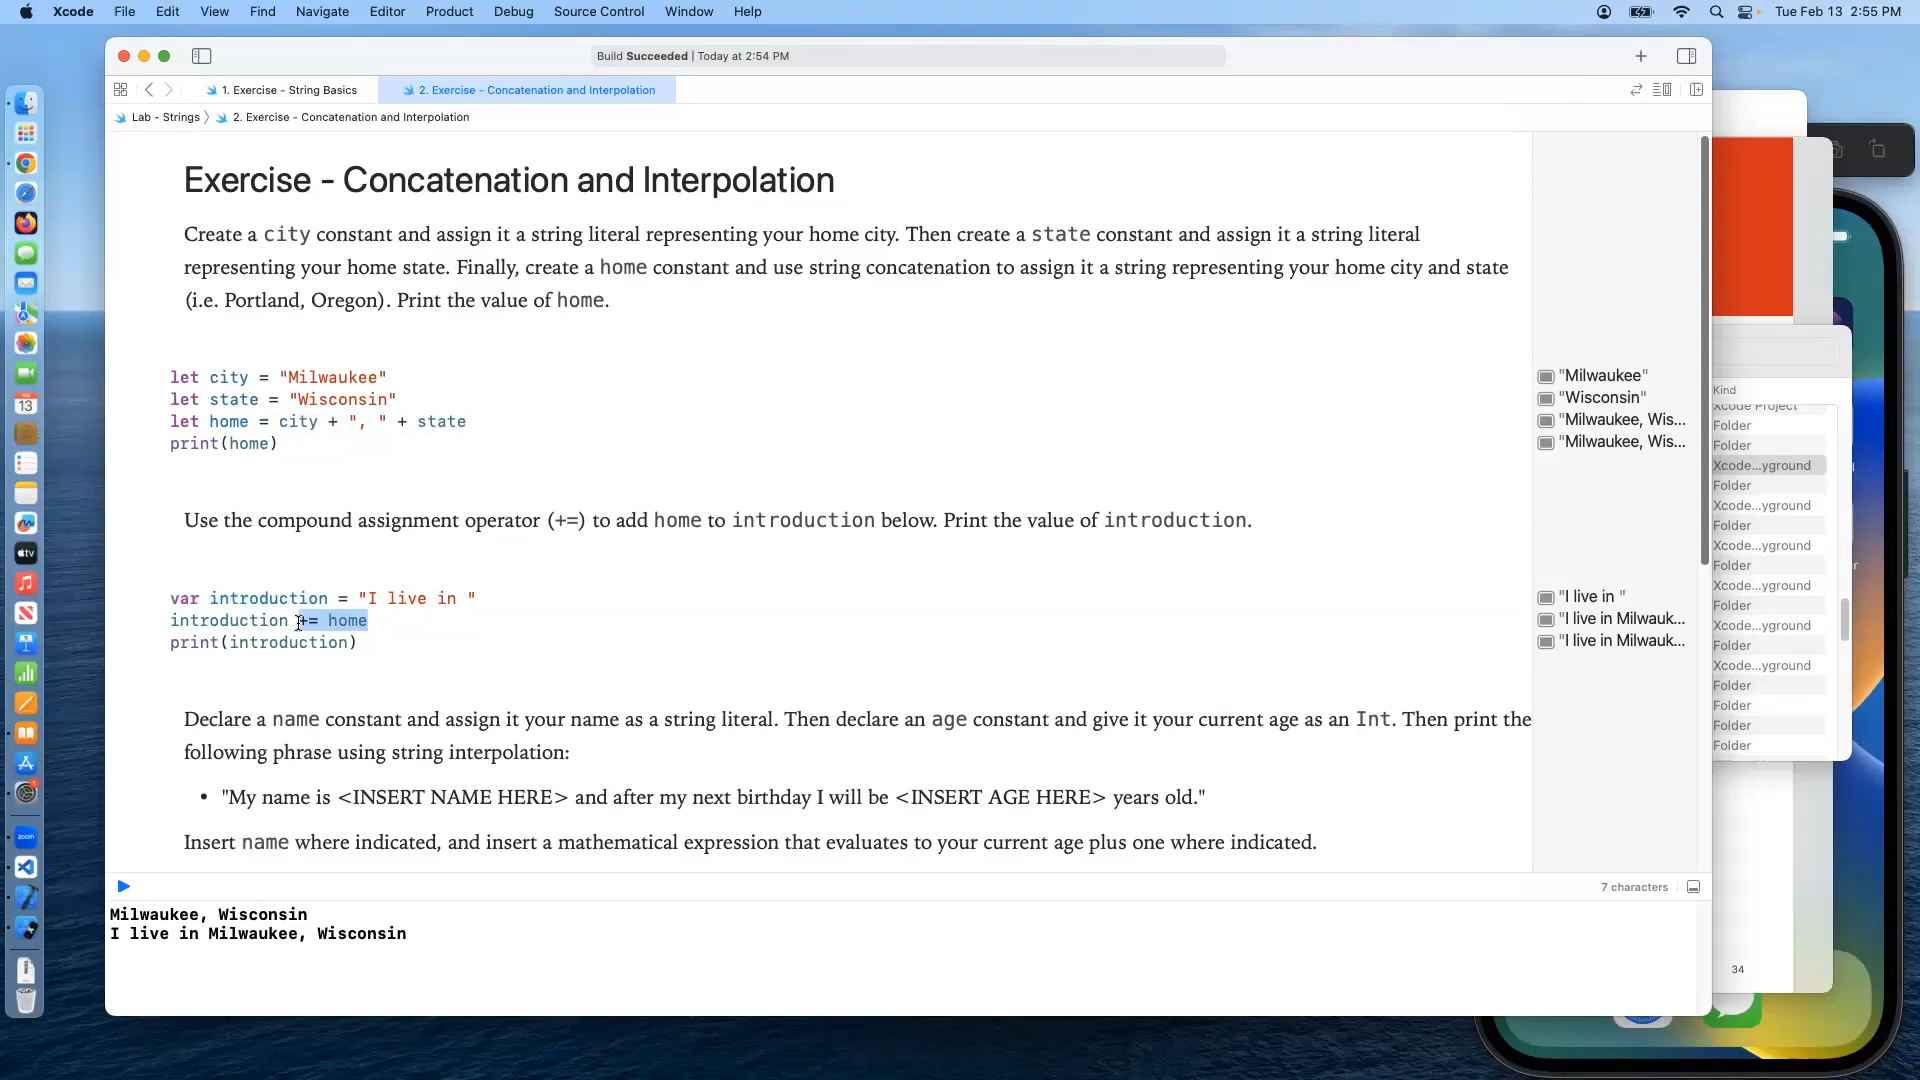 Xcode File Edit View Find Navigate Editor Product Debug Source Control Window Help Tue Feb 13 2:55 PM
Build Succeeded | Today at 2:54 PM
1. Exercise - String Basics
2. Exercise - Concatenation and Interpolation
Lab - Strings 〉 2. Exercise - Concatenation and Interpolation
Exercise - Concatenation and Interpolation
Create a city constant and assign it a string literal representing your home city. Then create a state constant and assign it a string literal
representing your home state. Finally, create a home constant and use string concatenation to assign it a string representing your home city and state
(i.e. Portland, Oregon). Print the value of home.
let city = "Milwaukee"
let state = "Wisconsin"
let home = city + ", " + state
print(home)
"Milwaukee"
"Wisconsin"
"Milwaukee, Wis...
"Milwaukee, Wis...
Use the compound assignment operator (+=) to add home to introduction below. Print the value of introduction.
var introduction = "I live in "
introduction += home
print(introduction)
"I live in "
"I live in Milwauk...
"I live in Milwauk...
Declare a name constant and assign it your name as a string literal. Then declare an age constant and give it your current age as an Int. Then print the
following phrase using string interpolation:
• "My name is <INSERT NAME HERE> and after my next birthday I will be <INSERT AGE HERE> years old."
Insert name where indicated, and insert a mathematical expression that evaluates to your current age plus one where indicated.
7 characters
Milwaukee, Wisconsin
I live in Milwaukee, Wisconsin
Kind
Xcode Project
Folder
Folder
Xcode...yground
Folder
Xcode...yground
Folder
Xcode...yground
Folder
Xcode...yground
Folder
Xcode...yground
Folder
Xcode...yground
Folder
Folder
Folder
Folder
34
13
tv
zoom